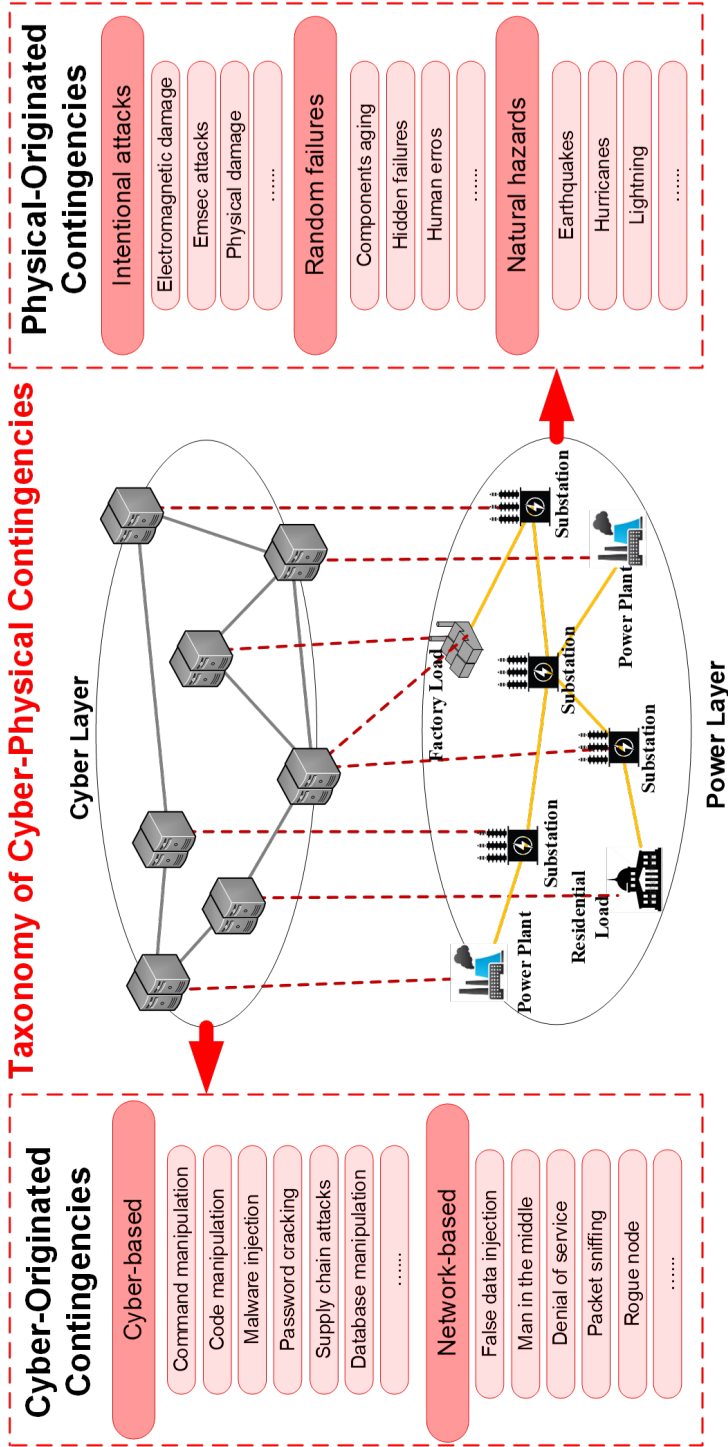 Taxonomy of Cyber-Physical Contingencies
Cyber-Originated
Contingencies
Cyber-based
Command manipulation
Code manipulation
Malware injection
Password cracking
Supply chain attacks
Database manipulation
......
Network-based
False data injection
Man in the middle
Denial of service
Packet sniffing
Rogue node
......
Cyber Layer
Factory Load
Substation
Power Plant
Substation
Substation
Substation
Power Plant
Residential
Load
Power Layer
Physical-Originated
Contingencies
Intentional attacks
Electromagnetic damage
Emsec attacks
Physical damage
......
Random failures
Components aging
Hidden failures
Human erros
......
Natural hazards
Earthquakes
Hurricanes
Lightning
......